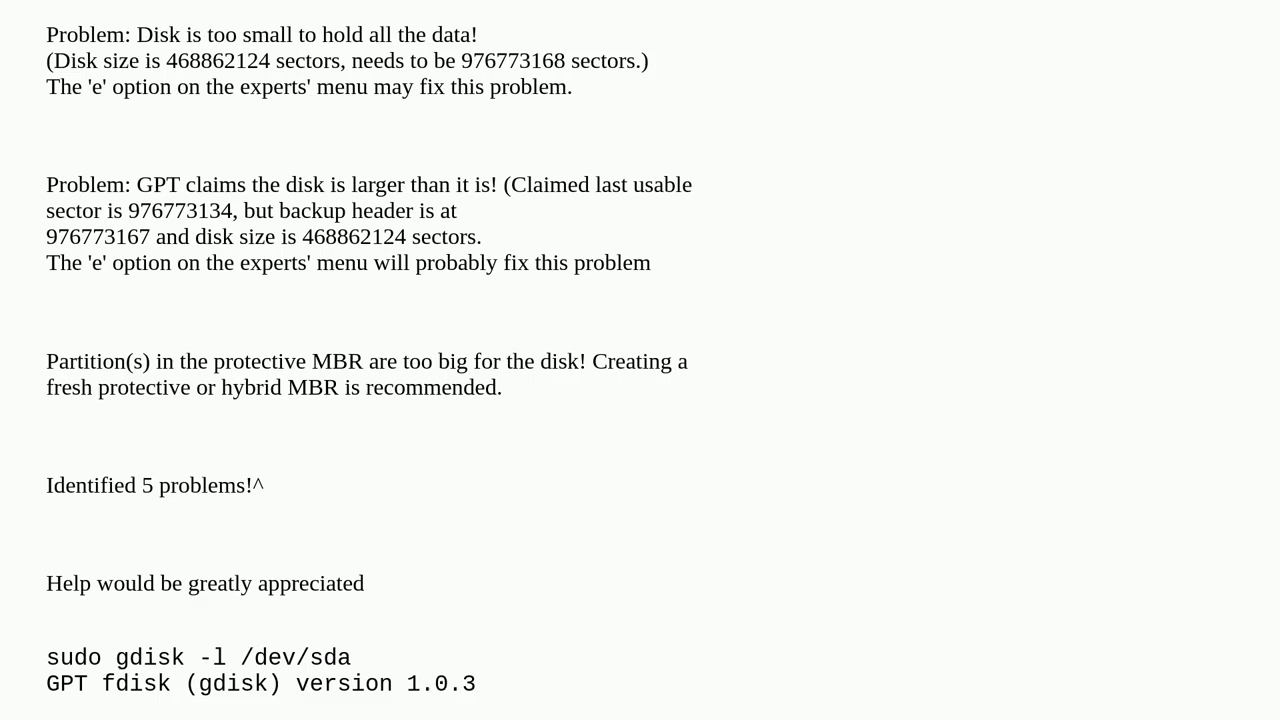 Problem: Disk is too small to hold all the data!
(Disk size is 468862124 sectors, needs to be 976773168 sectors.)
The 'e' option on the experts' menu may fix this problem.
Problem: GPT claims the disk is larger than it is! (Claimed last usable
sector is 976773134, but backup header is at
976773167 and disk size is 468862124 sectors.
The 'e' option on the experts' menu will probably fix this problem
Partition(s) in the protective MBR are too big for the disk! Creating a
fresh protective or hybrid MBR is recommended.
Identified 5 problems!^
Help would be greatly appreciated
sudo gdisk -l /dev/sda
GPT fdisk (gdisk) version 1.0.3